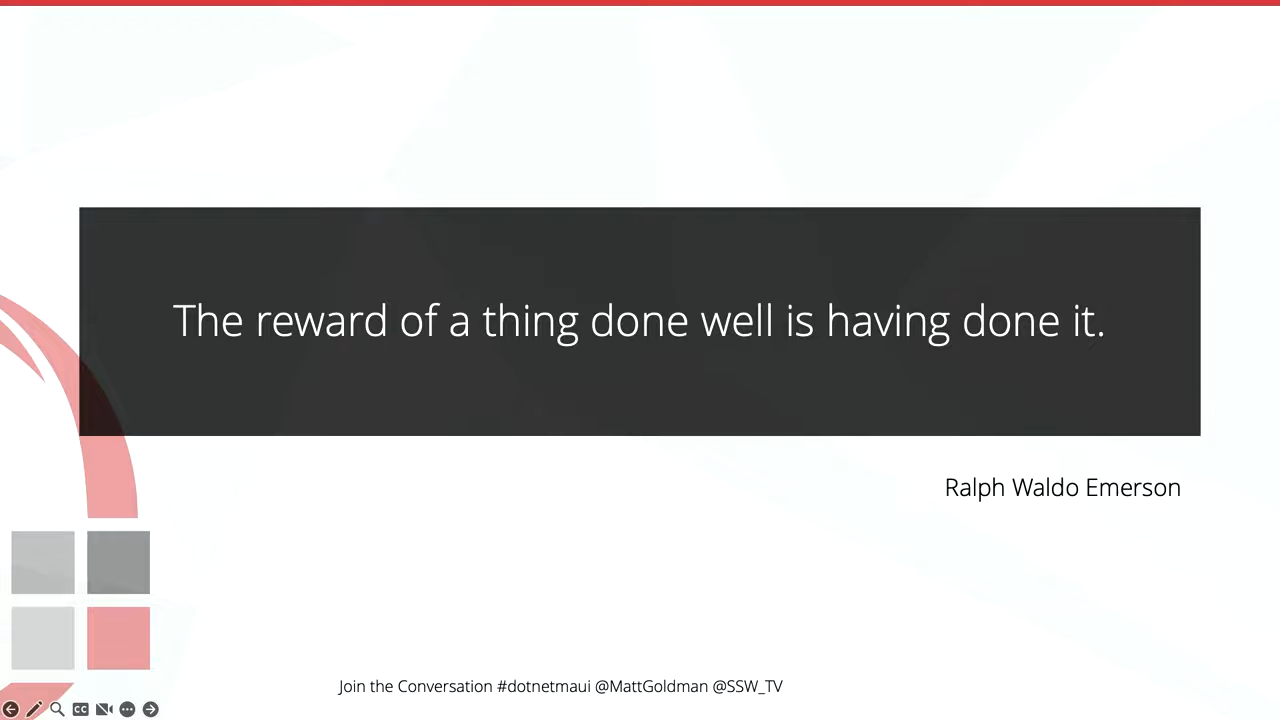 The reward of a thing done well is having done it.
Ralph Waldo Emerson
Join the Conversation #dotnetmaui @MattGoldman @SSW_TV
CC